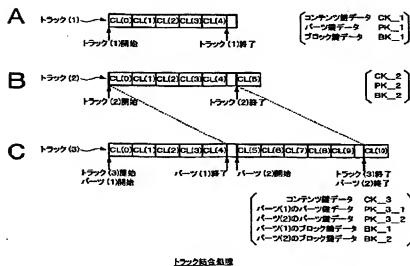 A
トラック(1)
CL(0) CL(1) CL(2) CL(3) CL(4)
トラック(1)開始
トラック(1)終了
コンテンツ鍵データ CK_1
パーツ鍵データ PK_1
ブロック鍵データ BK_1
B
トラック(2)
CL(0) CL(1) CL(2) CL(3) CL(4) CL(5)
トラック(2)開始
トラック(2)終了
CK_2
PK_2
BK_2
C
トラック(3)
CL(0) CL(1) CL(2) CL(3) CL(4) CL(5) CL(6) CL(7) CL(8) CL(9) CL(10)
トラック(3)開始
パーツ(1)開始
パーツ(1)終了
パーツ(2)開始
トラック(3)終了
パーツ(2)終了
コンテンツ鍵データ CK_3
パーツ(1)のパーツ鍵データ PK_3_1
パーツ(2)のパーツ鍵データ PK_3_2
パーツ(1)のブロック鍵データ BK_1
パーツ(2)のブロック鍵データ BK_2
トラック結合処理